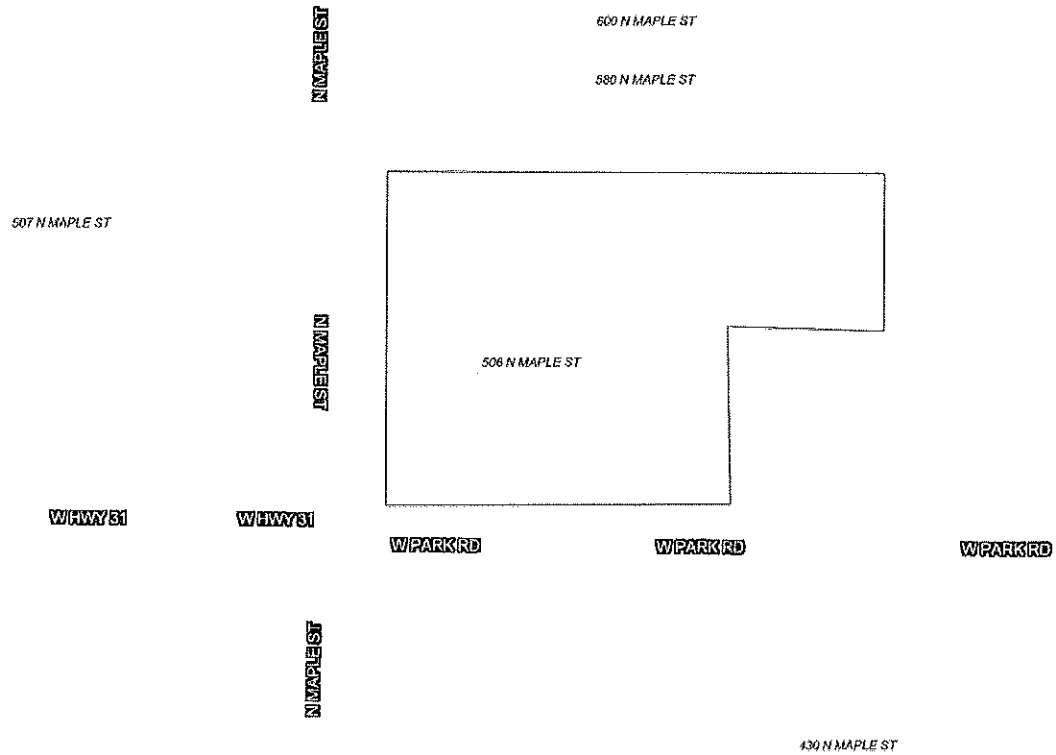 N MAPLE ST
600 N MAPLE ST
580 N MAPLE ST
507 N MAPLE ST
N MAPLE ST
506 N MAPLE ST
W HWY 31
W HWY 31
W PARK RD
W PARK RD
W PARK RD
N MAPLE ST
430 N MAPLE ST